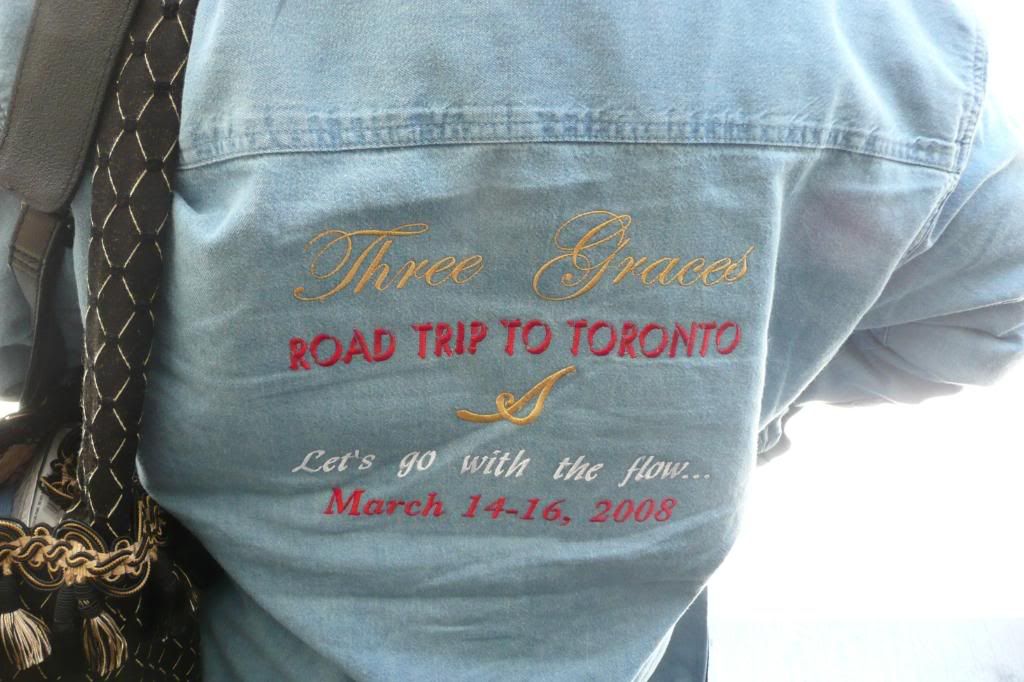 Three Graces
ROAD TRIP TO TORONTO
S
Let's go with the flow...
March 14-16, 2008